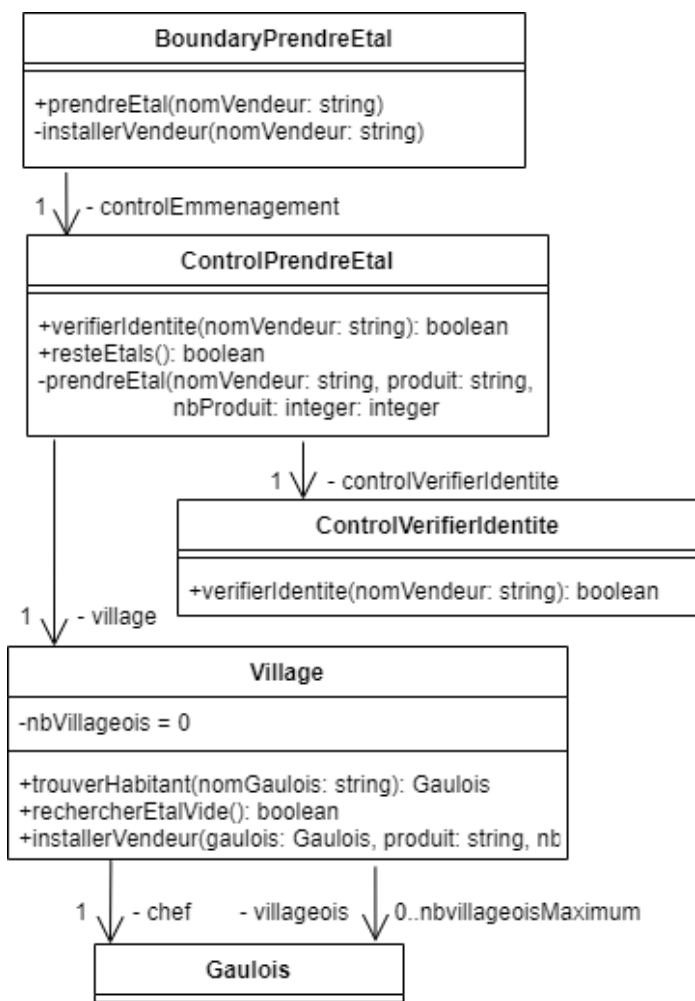 BoundaryPrendreEtal
+prendreEtal(nomVendeur: string)
-installerVendeur(nomVendeur: string)
1 - controlEmmenagement
ControlPrendreEtal
+verifierIdentite(nomVendeur: string): boolean
+resteEtals(): boolean
-prendreEtal(nomVendeur: string, produit: string,
nbProduit: integer: integer
1 - controlVerifierIdentite
ControlVerifierIdentite
+verifierIdentite(nomVendeur: string): boolean
1 - village
Village
-nbVillageois = 0
+trouverHabitant(nomGaulois: string): Gaulois
+rechercherEtalVide(): boolean
+installerVendeur(gaulois: Gaulois, produit: string, nb
1 - chef - villageois 0..nbvillageoisMaximum
Gaulois